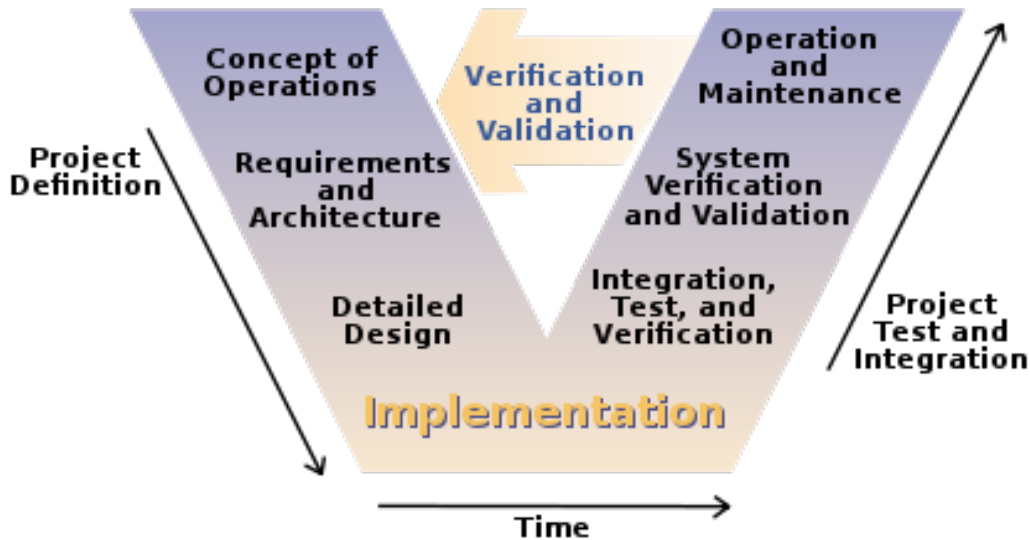 Concept of
Operations
Operation
and
Maintenance
Verification
and
Validation
Project
Definition
Requirements
and
Architecture
System
Verification
and Validation
Detailed
Design
Integration,
Test, and
Verification
Project
Test and
Integration
Implementation
Time